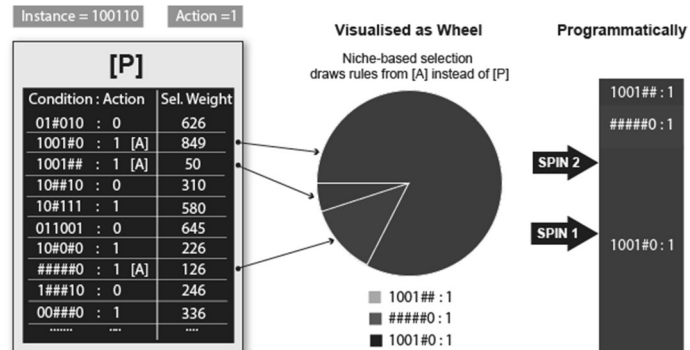 Instance = 100110
Action =1
[P]
Condition : Action Sel. Weight
01#010 : 0 626
1001#0 : 1 [A] 849
1001## : 1 [A] 50
10##10 : 0 310
10#111 : 1 580
011001 : 0 645
10#0#0 : 1 226
#####0 : 1 [A] 126
1###10 : 0 246
00###0 : 1 336
....... .... ....
Visualised as Wheel
Niche-based selection
draws rules from [A] instead of [P]
1001## : 1
#####0 : 1
1001#0 : 1
Programmatically
1001## : 1
#####0 : 1
SPIN 2
SPIN 1
1001#0 : 1